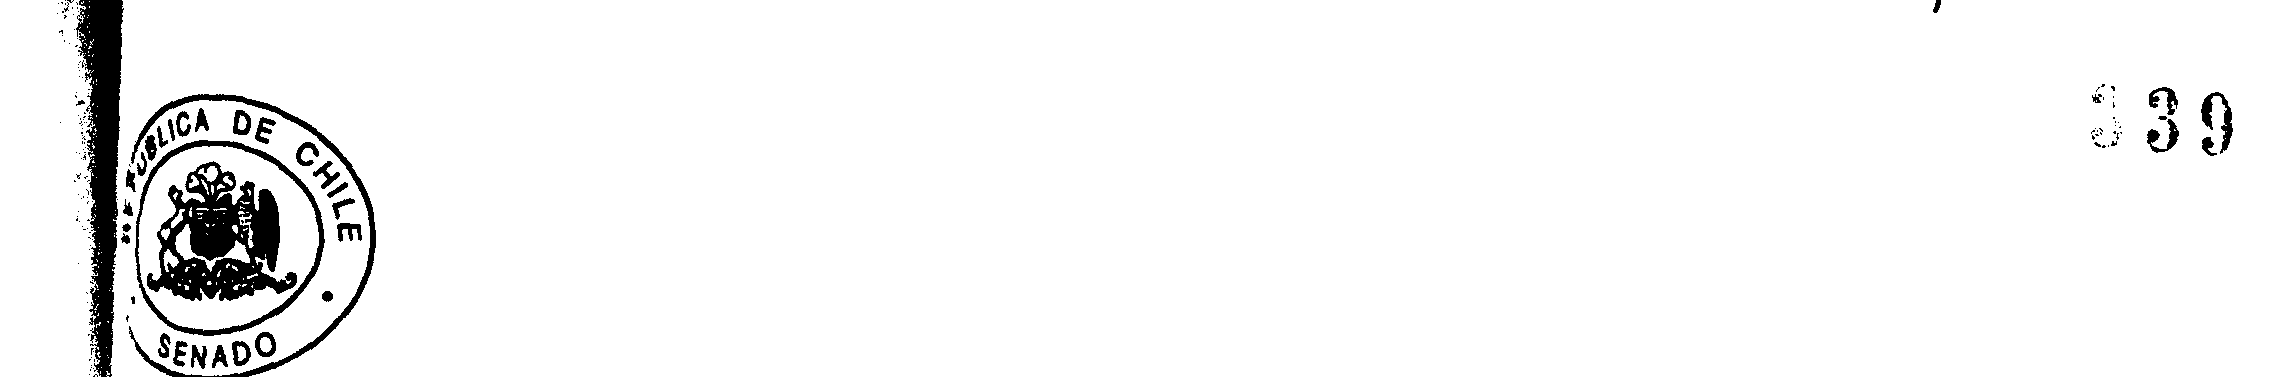 339
REPUBLICA DE CHILE
SENADO